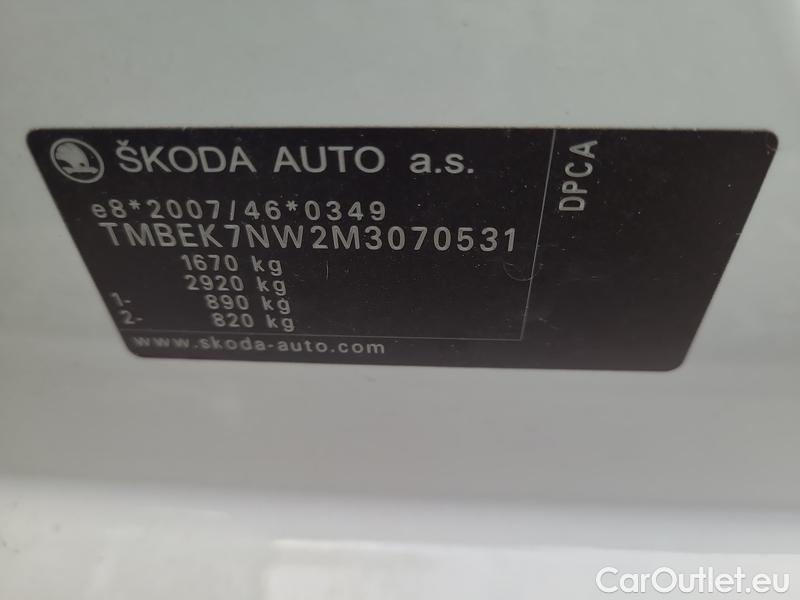 ŠKODA AUTO a.s.
e8*2007/46*0349
TMBEK7NW2M3070531
1670 kg
2920 kg
1- 890 kg
2- 820 kg
www.skoda-auto.com
DPCA
CarOutlet.eu